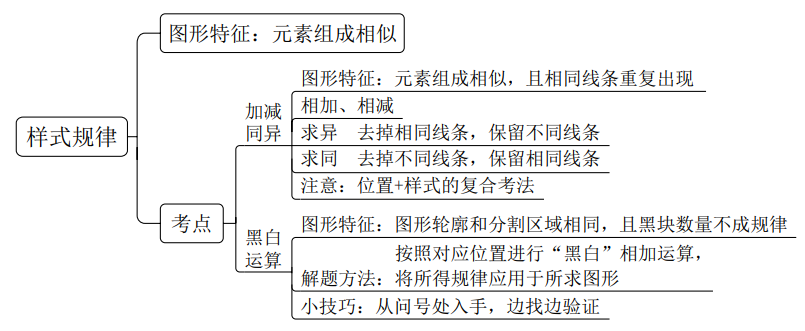 样式规律
图形特征：元素组成相似
考点
加减
同异
图形特征：元素组成相似，且相同线条重复出现
相加、相减
求异 去掉相同线条，保留不同线条
求同 去掉不同线条，保留相同线条
注意：位置+样式的复合考法
黑白
运算
图形特征：图形轮廓和分割区域相同，且黑块数量不成规律
按照对应位置进行“黑白”相加运算，
解题方法：将所得规律应用于所求图形
小技巧：从问号处入手，边找边验证